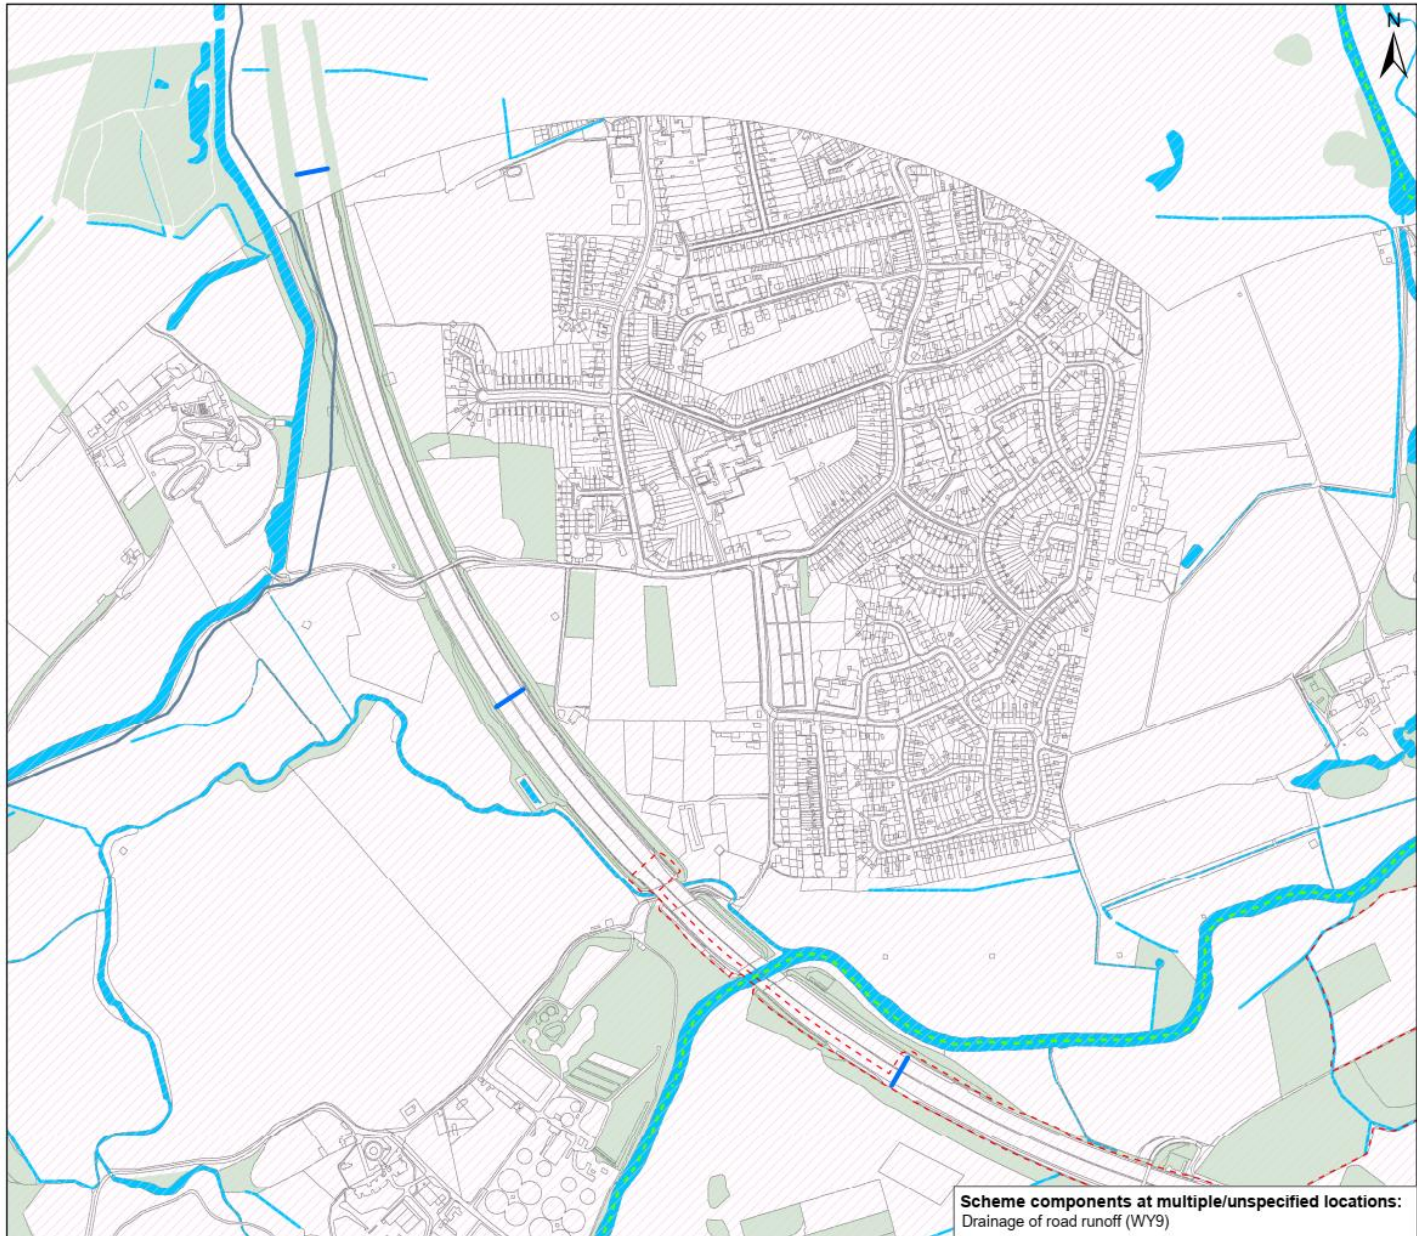 N
Scheme components at multiple/unspecified locations:
Drainage of road runoff (WY9)